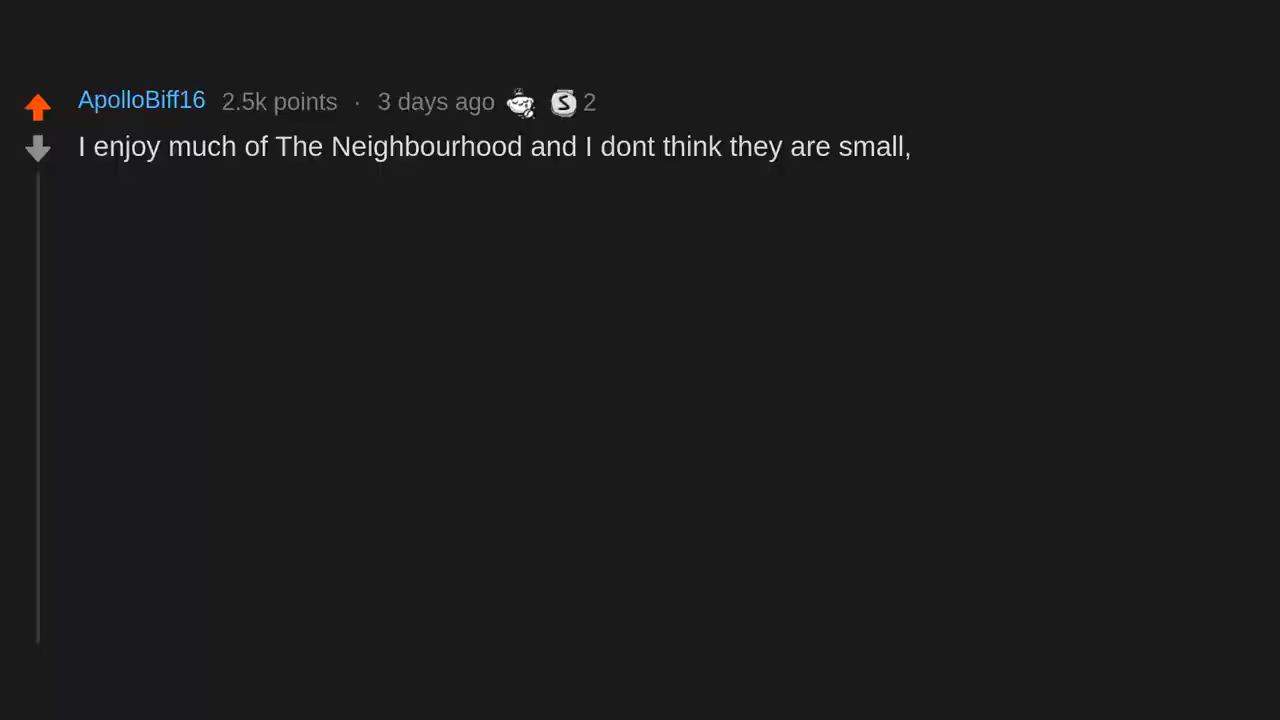 ApolloBiff16 2.5k points · 3 days ago S 2
I enjoy much of The Neighbourhood and I dont think they are small,